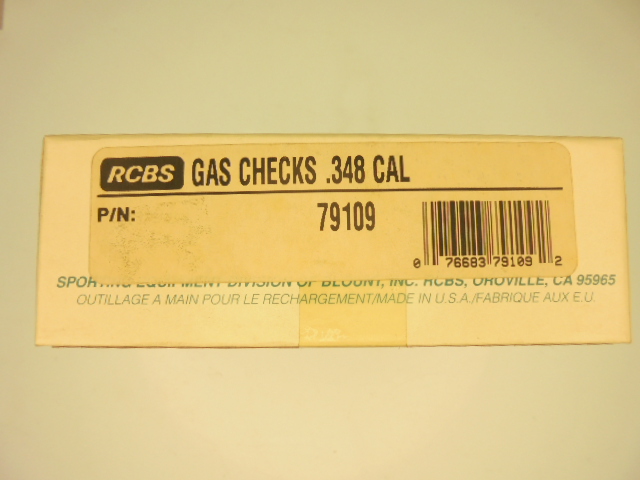 RCBS GAS CHECKS .348 CAL
P/N: 79109
0 76683 79109 2
SPORTING EQUIPMENT DIVISION OF BLOUNT, INC. RCBS, OROVILLE, CA 95965
OUTILLAGE A MAIN POUR LE RECHARGEMENT/MADE IN U.S.A./FABRIQUE AUX E.U.